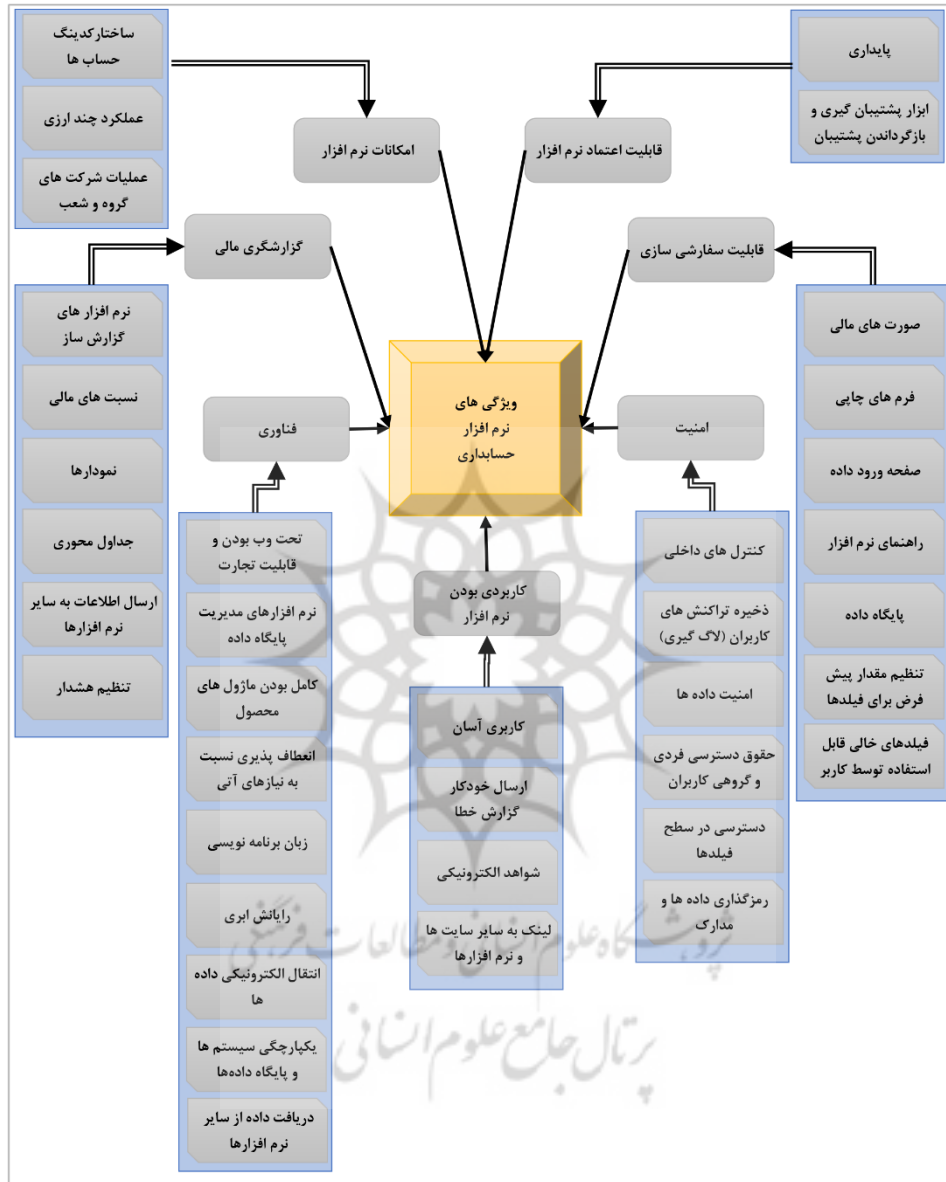 ساختارکدینگ
حساب ها
عملکرد چند ارزی
عملیات شرکت های
گروه و شعب
پایداری
ابزار پشتیبان گیری و
بازگرداندن پشتیبان
امکانات نرم افزار
قابلیت اعتماد نرم افزار
گزارشگری مالی
قابلیت سفارشی سازی
نرم افزار های
گزارش ساز
نسبت های مالی
نمودارها
جداول محوری
ارسال اطلاعات به سایر
نرم افزارها
تنظیم هشدار
صورت های مالی
فرم های چاپی
صفحه ورود داده
راهنمای نرم افزار
پایگاه داده
تنظیم مقدار پیش
فرض برای فیلدها
فیلدهای خالی قابل
استفاده توسط کاربر
ویژگی های
نرم افزار
حسابداری
فناوری
امنیت
تحت وب بودن و
قابلیت تجارت
نرم افزارهای مدیریت
پایگاه داده
کامل بودن ماژول های
محصول
انعطاف پذیری نسبت
به نیازهای آتی
زبان برنامه نویسی
رایانش ابری
انتقال الکترونیکی داده
ها
یکپارچگی سیستم ها
و پایگاه داده‌ها
دریافت داده از سایر
نرم افزارها
کاربردی بودن
نرم افزار
کاربری آسان
ارسال خودکار
گزارش خطا
شواهد الکترونیکی
لینک به سایر سایت ها
و نرم افزارها
کنترل های داخلی
ذخیره تراکنش های
کاربران (لاگ گیری)
امنیت داده ها
حقوق دسترسی فردی
و گروهی کاربران
دسترسی در سطح
فیلدها
رمزگذاری داده ها و
مدارک
پژوهشگاه علوم انسانی و مطالعات فرهنگی
پرتال جامع علوم انسانی